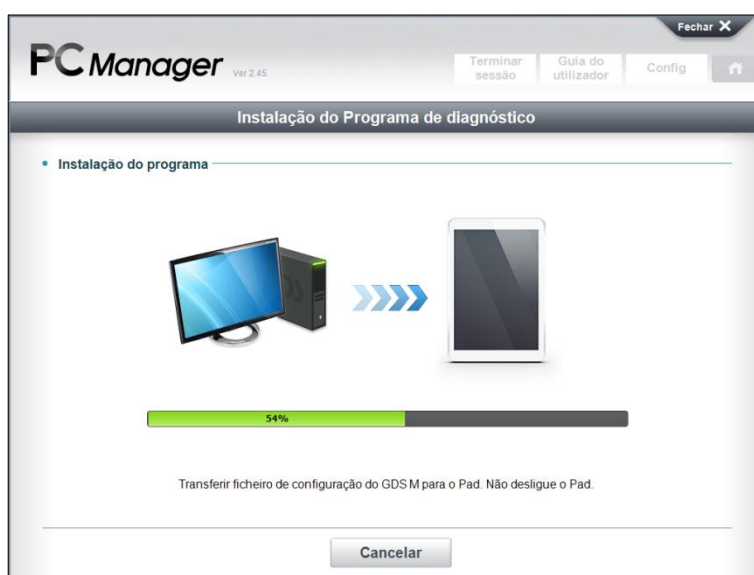 Fechar X
PC Manager Ver 2.45
Terminar sessão
Guia do utilizador
Config
Instalação do Programa de diagnóstico
• Instalação do programa
54%
Transferir ficheiro de configuração do GDS M para o Pad. Não desligue o Pad.
Cancelar